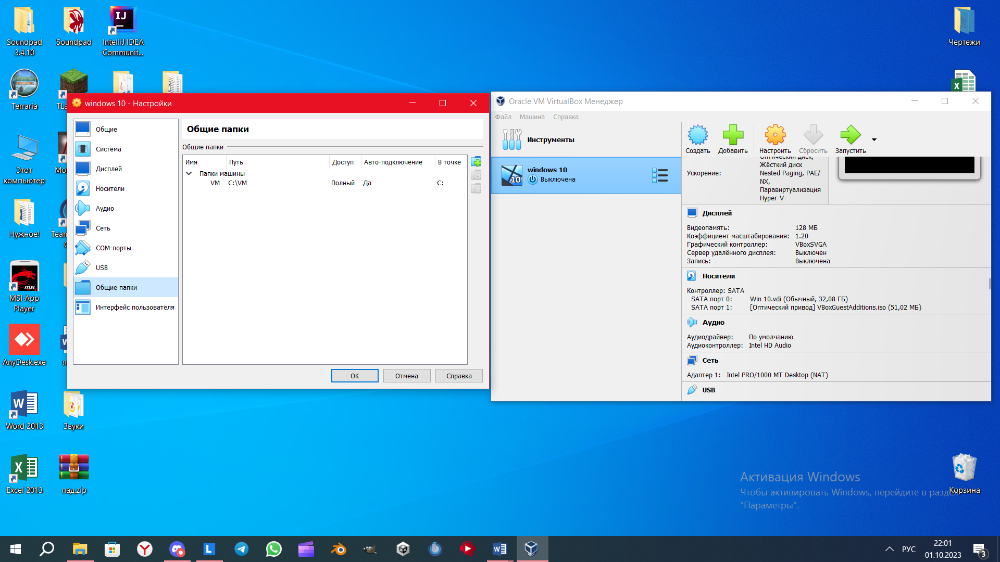 Soundpad 3.4.10
Soundpad
IntelliJ IDEA Communit...
Чертежи
Terraria
Этот компьютер
Нужное!
MSI App Player
AnyDesk.exe
Word 2013
Звуки
Excel 2013
пад.zip
Корзина
windows 10 - Настройки
Общие
Система
Дисплей
Носители
Аудио
Сеть
COM-порты
USB
Общие папки
Интерфейс пользователя
Общие папки
Общие папки
Имя Путь Доступ Авто-подключение В точке
Папки машины
VM C:\VM Полный Да C:
OK Отмена Справка
Oracle VM VirtualBox Менеджер
Файл Машина Справка
Инструменты
windows 10
10
Выключена
Создать Добавить Настроить Сбросить Запустить
Оптический диск,
Жёсткий диск
Ускорение: Nested Paging, PAE/
NX,
Паравиртуализация
Hyper-V
Дисплей
Видеопамять: 128 МБ
Коэффициент масштабирования: 1.20
Графический контроллер: VBoxSVGA
Сервер удалённого дисплея: Выключен
Запись: Выключена
Носители
Контроллер: SATA
SATA порт 0: Win 10.vdi (Обычный, 32,08 ГБ)
SATA порт 1: [Оптический привод] VBoxGuestAdditions.iso (51,02 МБ)
Аудио
Аудиодрайвер: По умолчанию
Аудиоконтроллер: Intel HD Audio
Сеть
Адаптер 1: Intel PRO/1000 MT Desktop (NAT)
USB
Активация Windows
Чтобы активировать Windows, перейдите в раздел
"Параметры".
РУС
22:01
01.10.2023
3